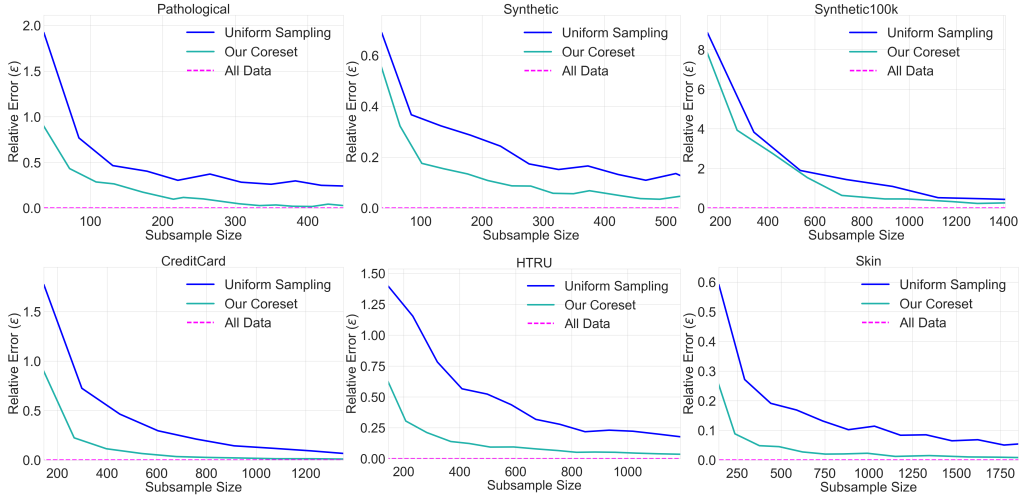 Pathological
Relative Error (ε)
2.0
1.5
1.0
0.5
0.0
Uniform Sampling
Our Coreset
All Data
100 200 300 400
Subsample Size
Synthetic
Relative Error (ε)
0.6
0.4
0.2
0.0
Uniform Sampling
Our Coreset
All Data
100 200 300 400 500
Subsample Size
Synthetic100k
Relative Error (ε)
8
6
4
2
0
Uniform Sampling
Our Coreset
All Data
200 400 600 800 1000 1200 1400
Subsample Size
CreditCard
Relative Error (ε)
1.5
1.0
0.5
0.0
Uniform Sampling
Our Coreset
All Data
200 400 600 800 1000 1200
Subsample Size
HTRU
Relative Error (ε)
1.50
1.25
1.00
0.75
0.50
0.25
0.00
Uniform Sampling
Our Coreset
All Data
200 400 600 800 1000
Subsample Size
Skin
Relative Error (ε)
0.6
0.5
0.4
0.3
0.2
0.1
0.0
Uniform Sampling
Our Coreset
All Data
250 500 750 1000 1250 1500 1750
Subsample Size